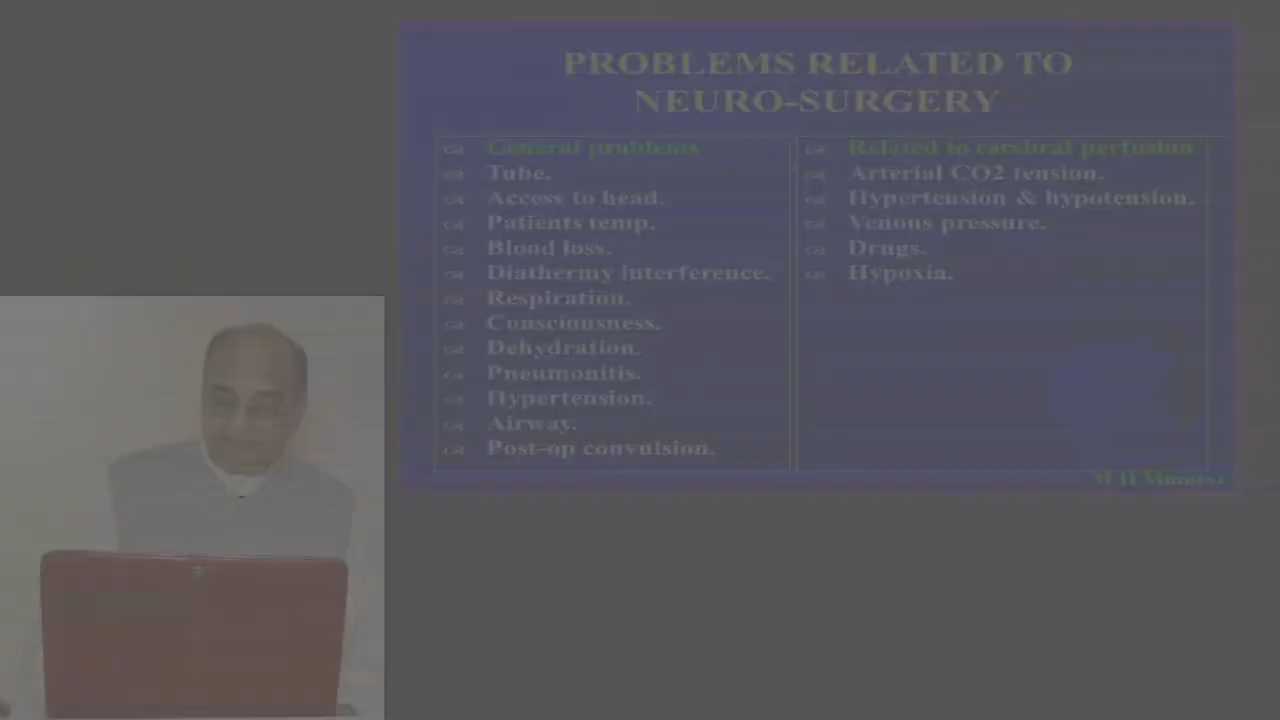 PROBLEMS RELATED TO
NEURO-SURGERY
General problems
Tube.
Access to head.
Patients temp.
Blood loss.
Diathermy interference.
Respiration.
Consciousness.
Dehydration.
Pneumonitis.
Hypertension.
Airway.
Post-op convulsion.
Related to cerebral perfusion
Arterial CO2 tension.
Hypertension & hypotension.
Venous pressure.
Drugs.
Hypoxia.
M H